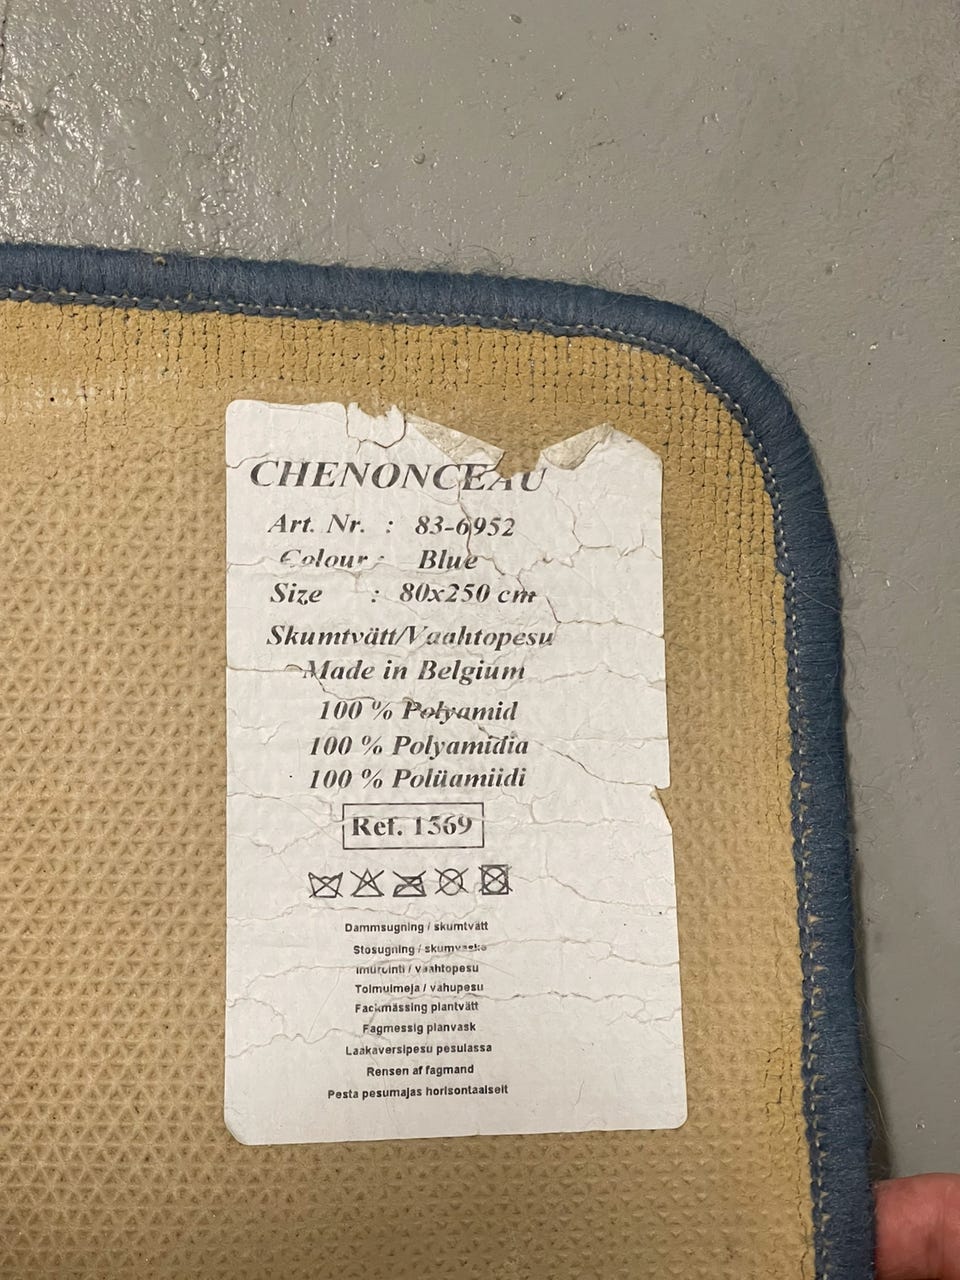 CHENONCEAU
Art. Nr. : 83-6952
Colour : Blue
Size : 80x250 cm
Skumtvätt/Vaahtopesu
Made in Belgium
100 % Polyamid
100 % Polyamidia
100 % Polüamiidi
Ref. 1369
Dammsugning / skumtvätt
Stosugning / skumvaske
Imurointi / vaahtopesu
Tolmuimeja / vahupesu
Fackmässing plantvätt
Fagmessig planvask
Laakaversipesu pesulassa
Rensen af fagmand
Pesta pesumajas horisontaalselt